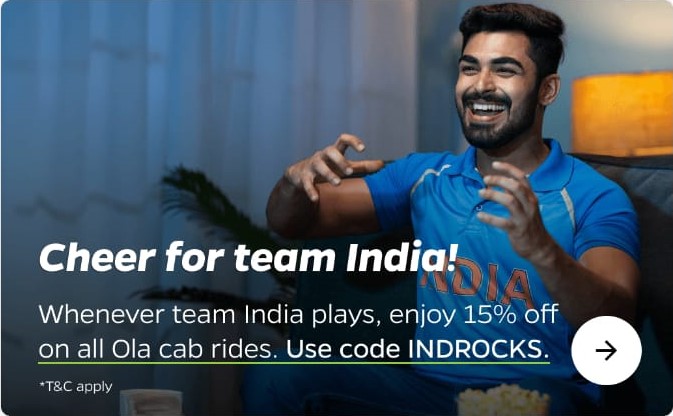 Cheer for team India!
INDIA
Whenever team India plays, enjoy 15% off
on all Ola cab rides. Use code INDROCKS.
*T&C apply